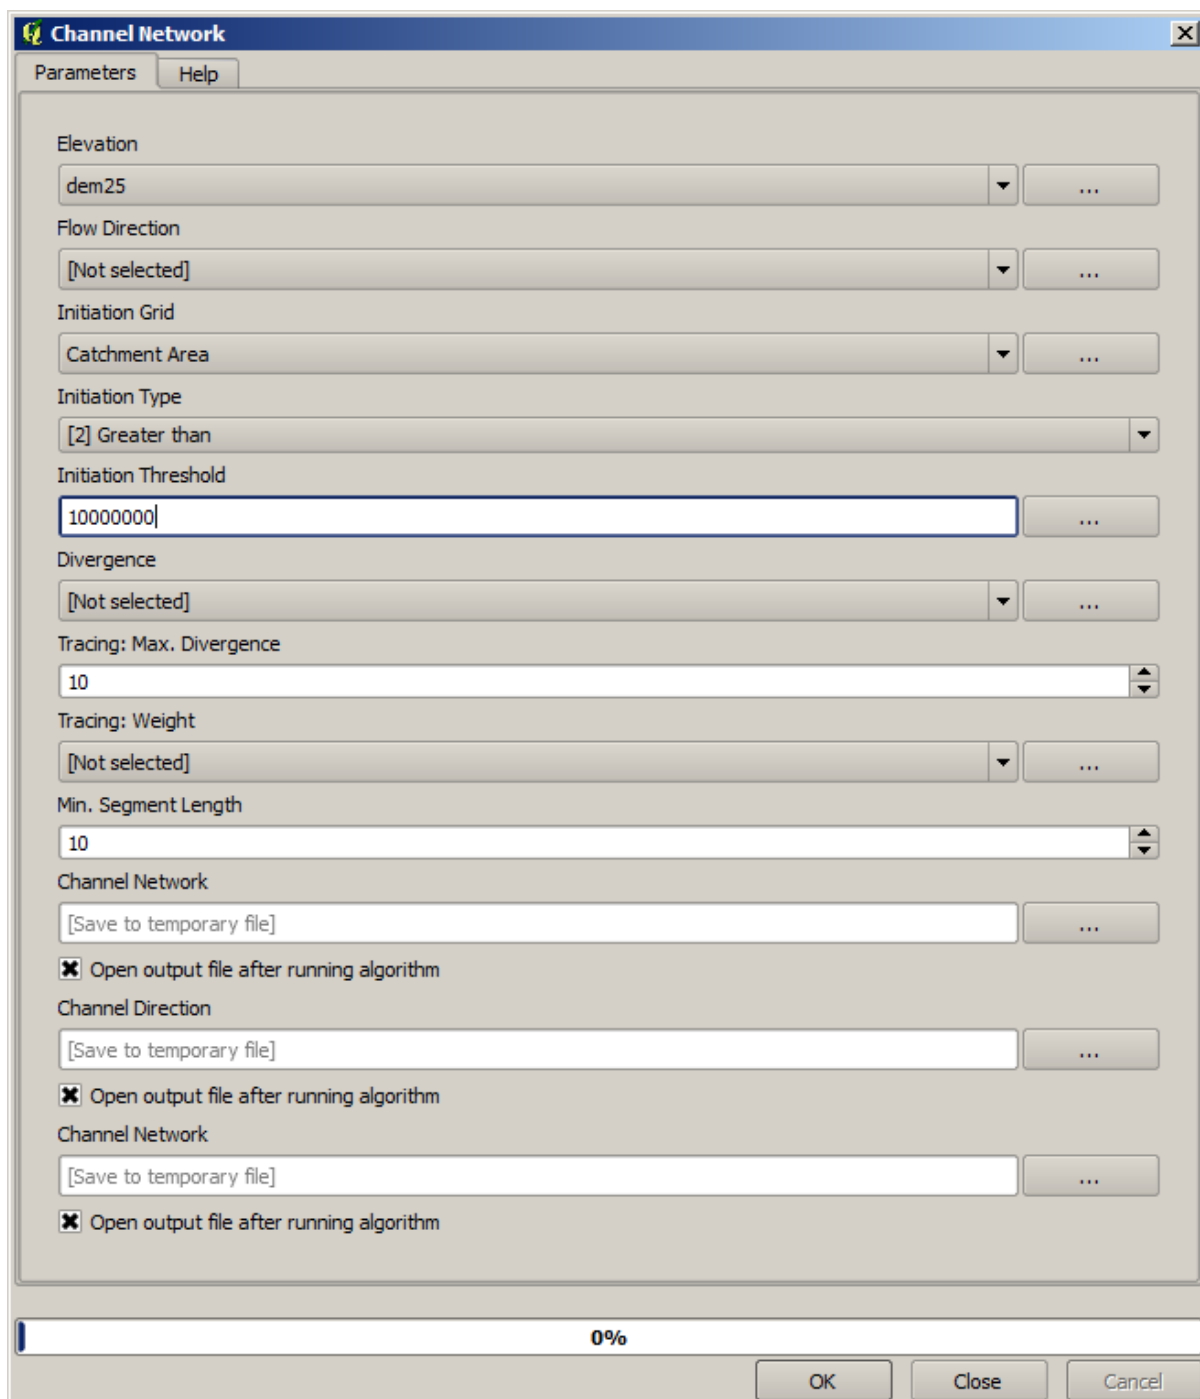 Channel Network
Parameters Help
Elevation
dem25 ...
Flow Direction
[Not selected] ...
Initiation Grid
Catchment Area ...
Initiation Type
[2] Greater than
Initiation Threshold
10000000 ...
Divergence
[Not selected] ...
Tracing: Max. Divergence
10
Tracing: Weight
[Not selected] ...
Min. Segment Length
10
Channel Network
[Save to temporary file] ...
Open output file after running algorithm
Channel Direction
[Save to temporary file] ...
Open output file after running algorithm
Channel Network
[Save to temporary file] ...
Open output file after running algorithm
0%
OK Close Cancel